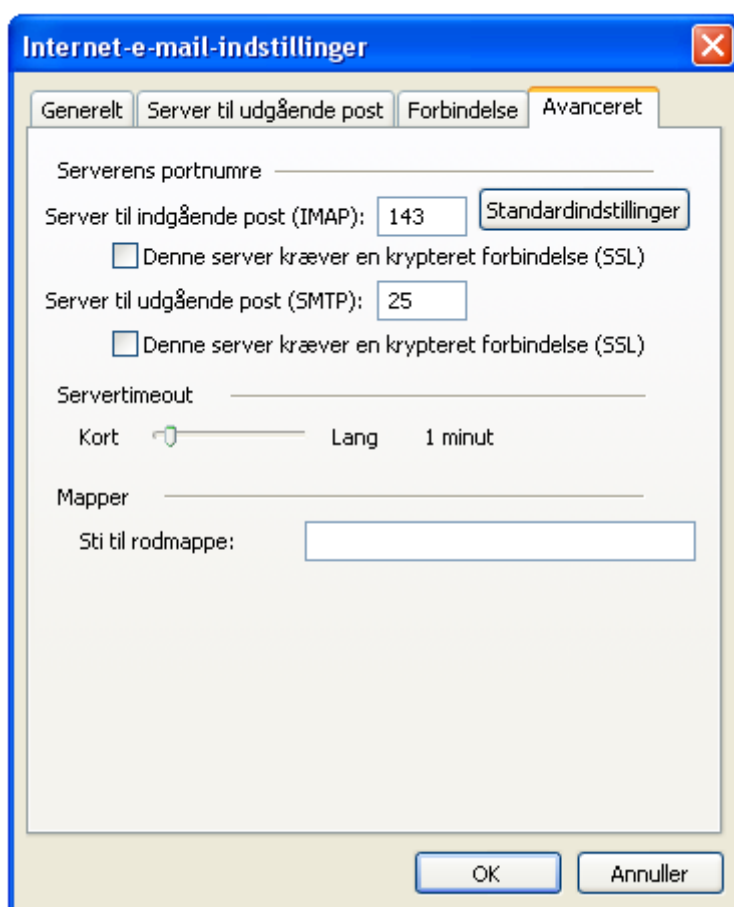 Internet-e-mail-indstillinger
Generelt Server til udgående post Forbindelse Avanceret
Serverens portnumre
Server til indgående post (IMAP): 143 Standardindstillinger
Denne server kræver en krypteret forbindelse (SSL)
Server til udgående post (SMTP): 25
Denne server kræver en krypteret forbindelse (SSL)
Servertimeout
Kort Lang 1 minut
Mapper
Sti til rodmappe:
OK Annuller